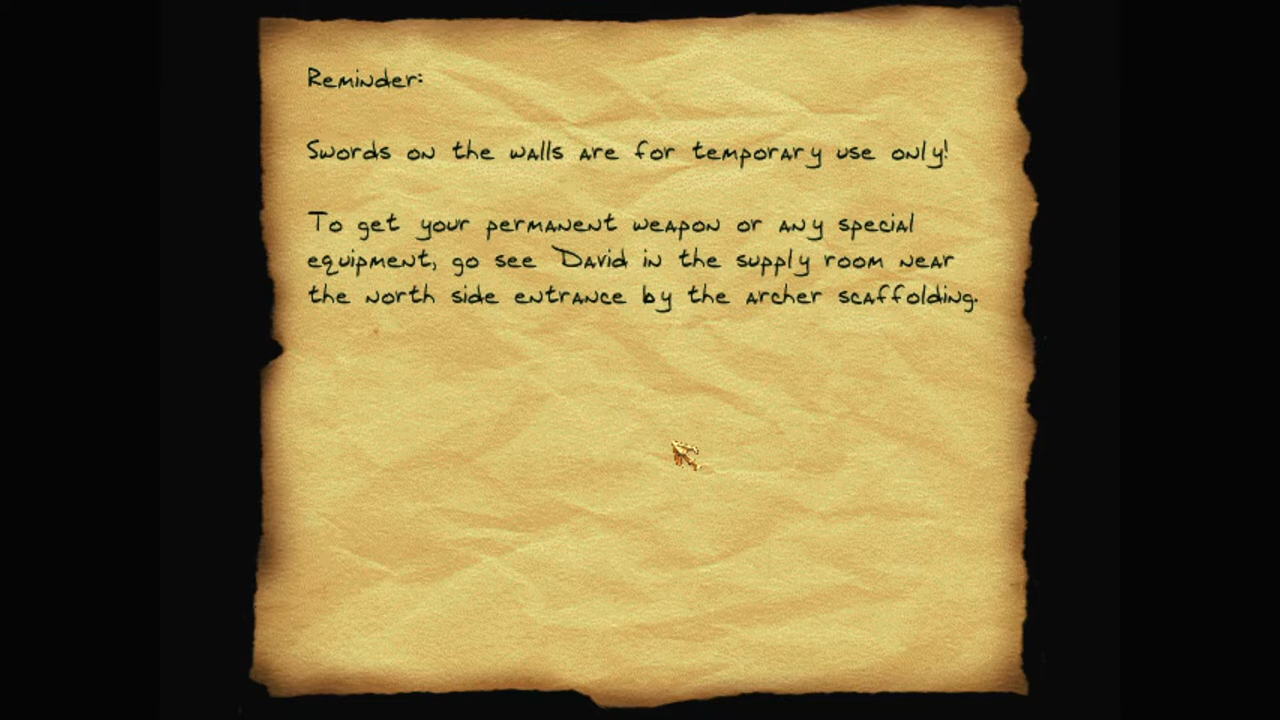 Reminder:
Swords on the walls are for temporary use only!
To get your permanent weapon or any special
equipment, go see David in the supply room near
the north side entrance by the archer scaffolding.